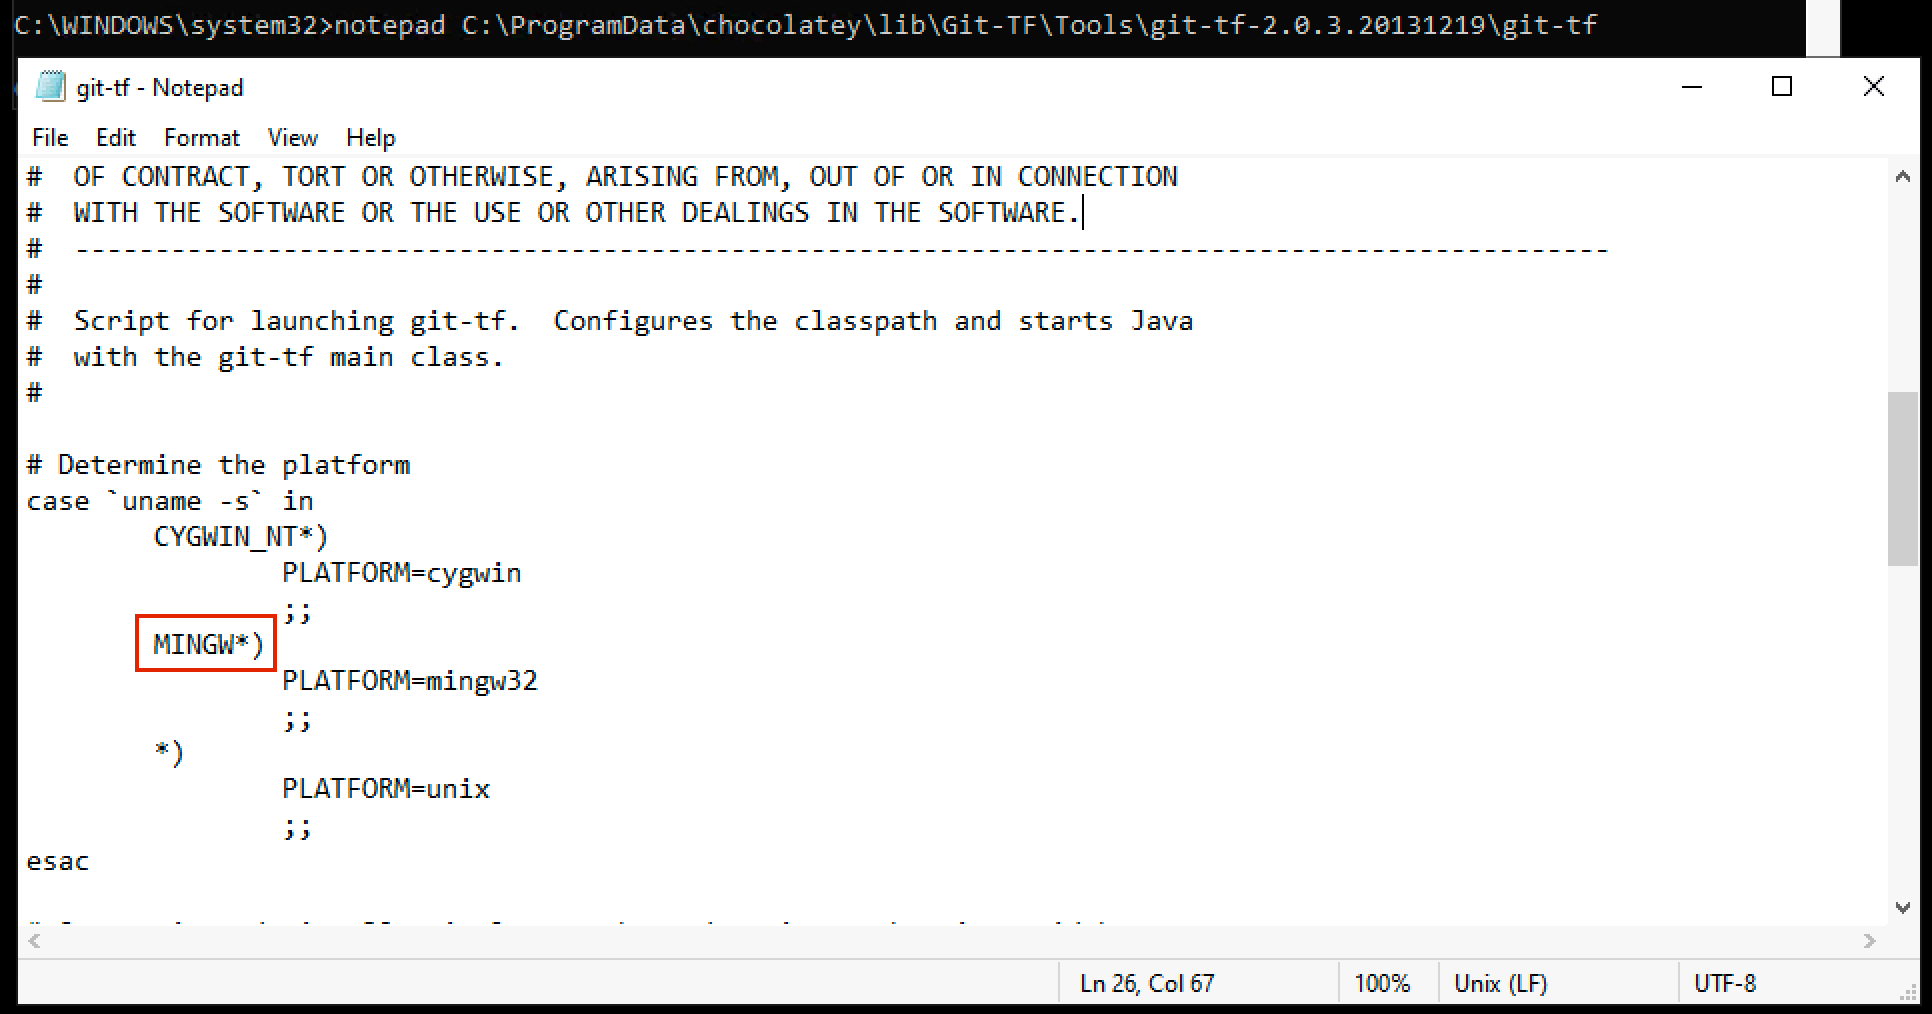 C:\WINDOWS\system32>notepad C:\ProgramData\chocolatey\lib\Git-TF\Tools\git-tf-2.0.3.20131219\git-tf
git-tf - Notepad
File Edit Format View Help
#  OF CONTRACT, TORT OR OTHERWISE, ARISING FROM, OUT OF OR IN CONNECTION
#  WITH THE SOFTWARE OR THE USE OR OTHER DEALINGS IN THE SOFTWARE.
#  ------------------------------------------------------------------------------------------------
#
#  Script for launching git-tf.  Configures the classpath and starts Java
#  with the git-tf main class.
#
# Determine the platform
case `uname -s` in
        CYGWIN_NT*)
                PLATFORM=cygwin
                ;;
        MINGW*)
                PLATFORM=mingw32
                ;;
        *)
                PLATFORM=unix
                ;;
esac
Ln 26, Col 67 100% Unix (LF) UTF-8